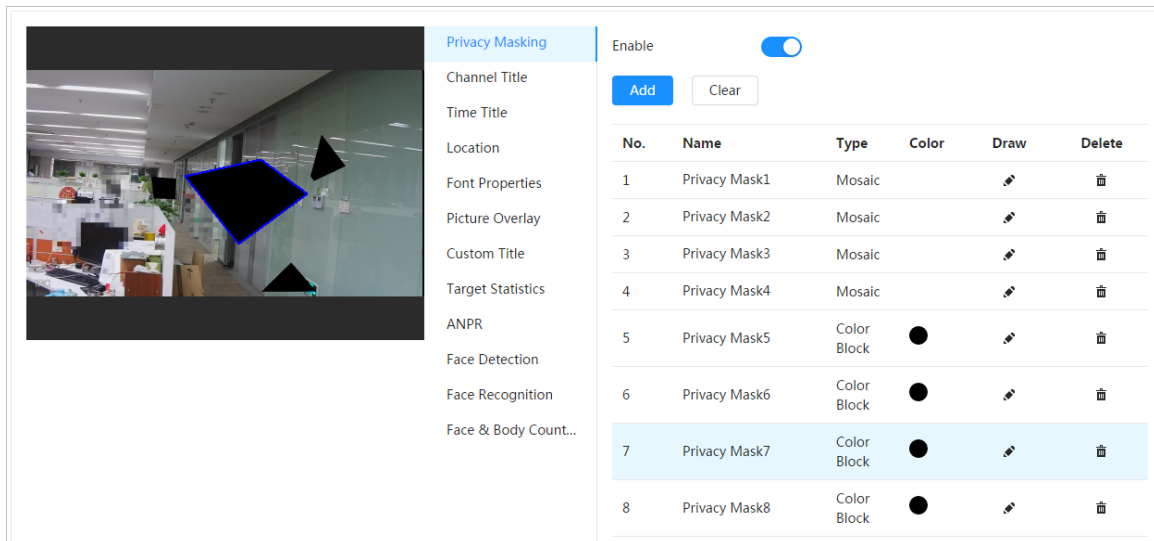 Privacy Masking
Channel Title
Time Title
Location
Font Properties
Picture Overlay
Custom Title
Target Statistics
ANPR
Face Detection
Face Recognition
Face & Body Count...
Enable
Add Clear
No. Name Type Color Draw Delete
1 Privacy Mask1 Mosaic
2 Privacy Mask2 Mosaic
3 Privacy Mask3 Mosaic
4 Privacy Mask4 Mosaic
5 Privacy Mask5 Color
Block
6 Privacy Mask6 Color
Block
7 Privacy Mask7 Color
Block
8 Privacy Mask8 Color
Block